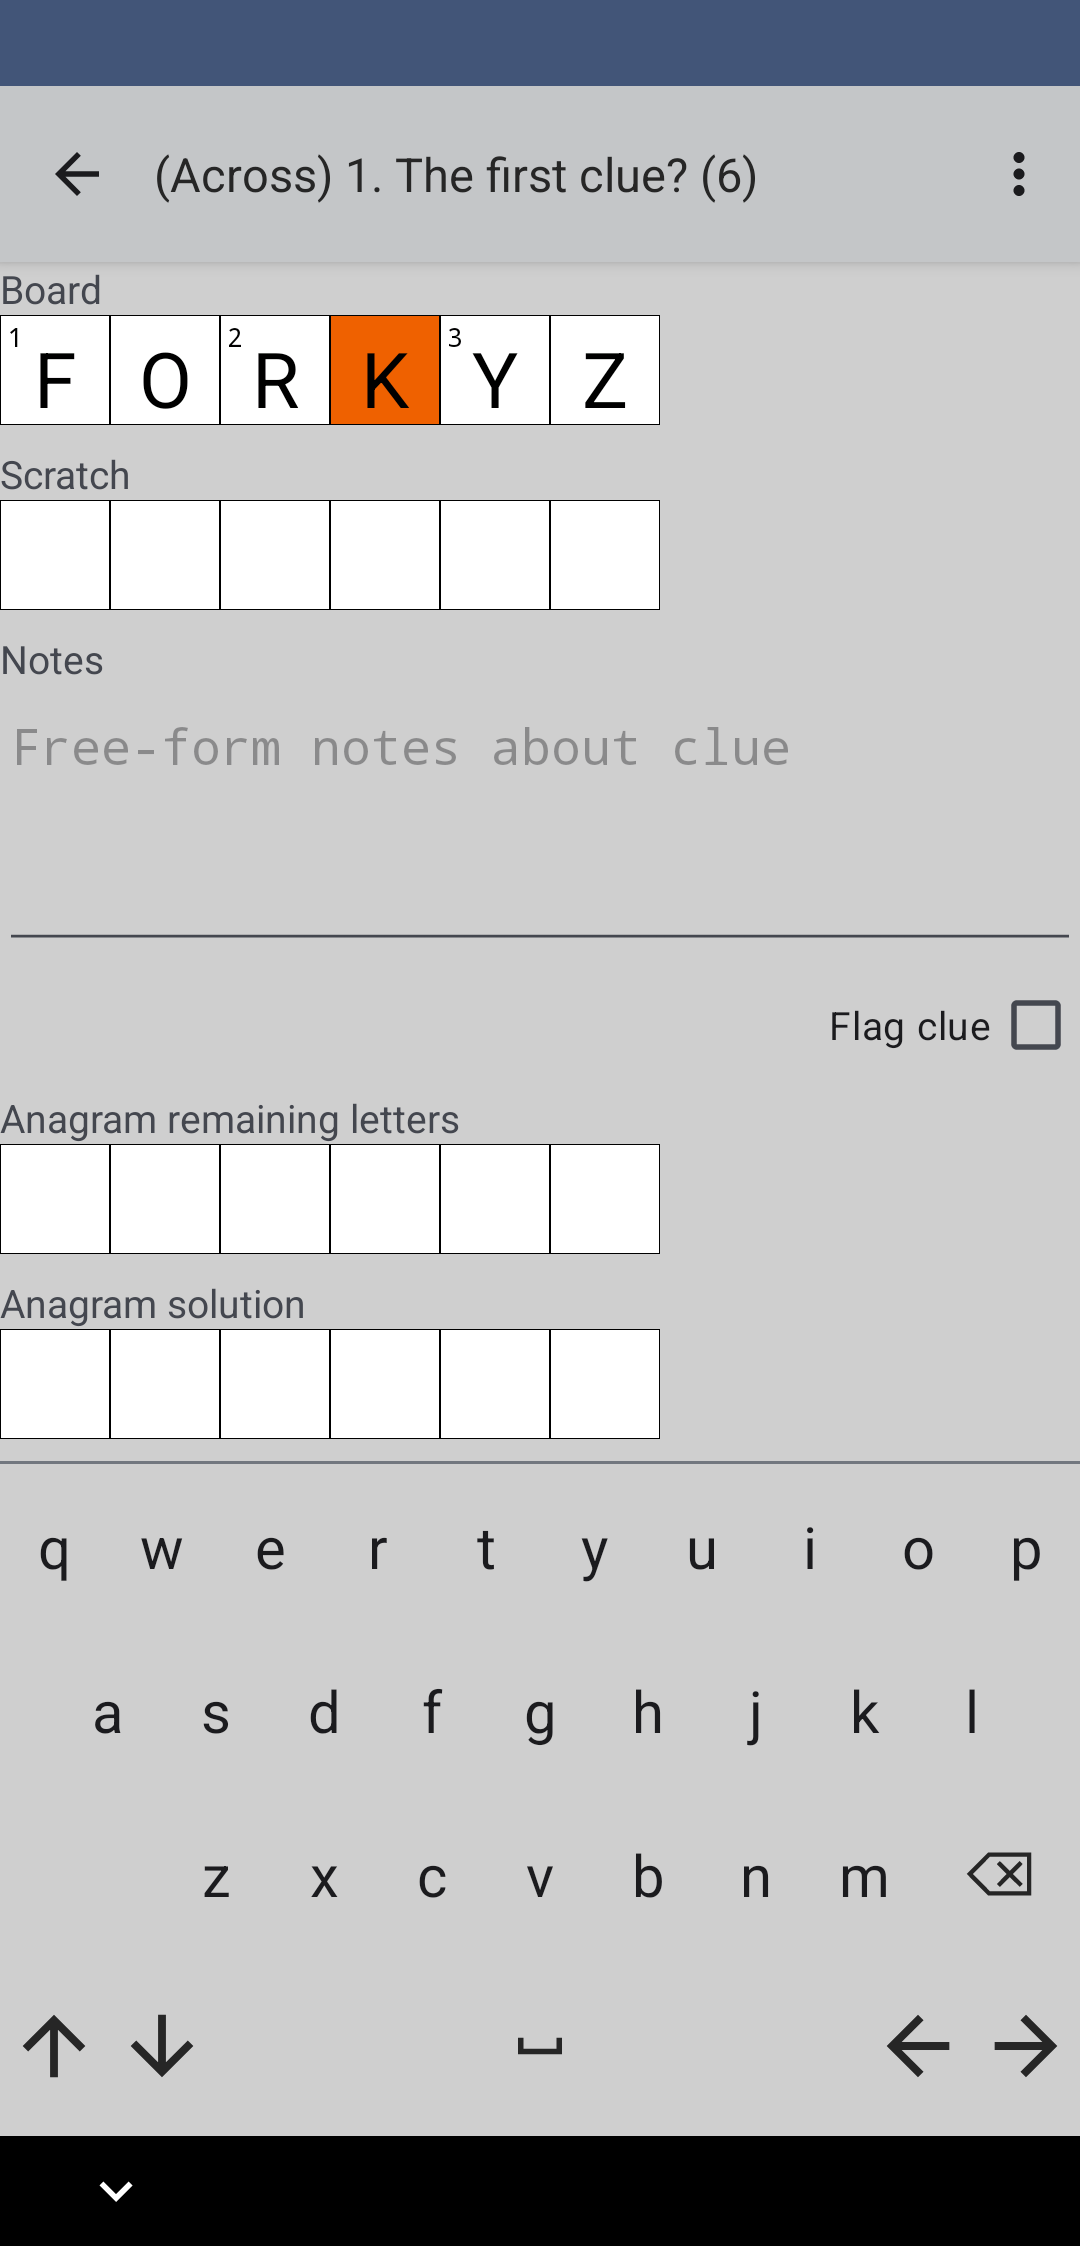 (Across) 1. The first clue? (6)
Board
1 F O 2 R K 3 Y Z
Scratch
Notes
Free-form notes about clue
Flag clue
Anagram remaining letters
Anagram solution
q w e r t y u i o p
a s d f g h j k l
z x c v b n m